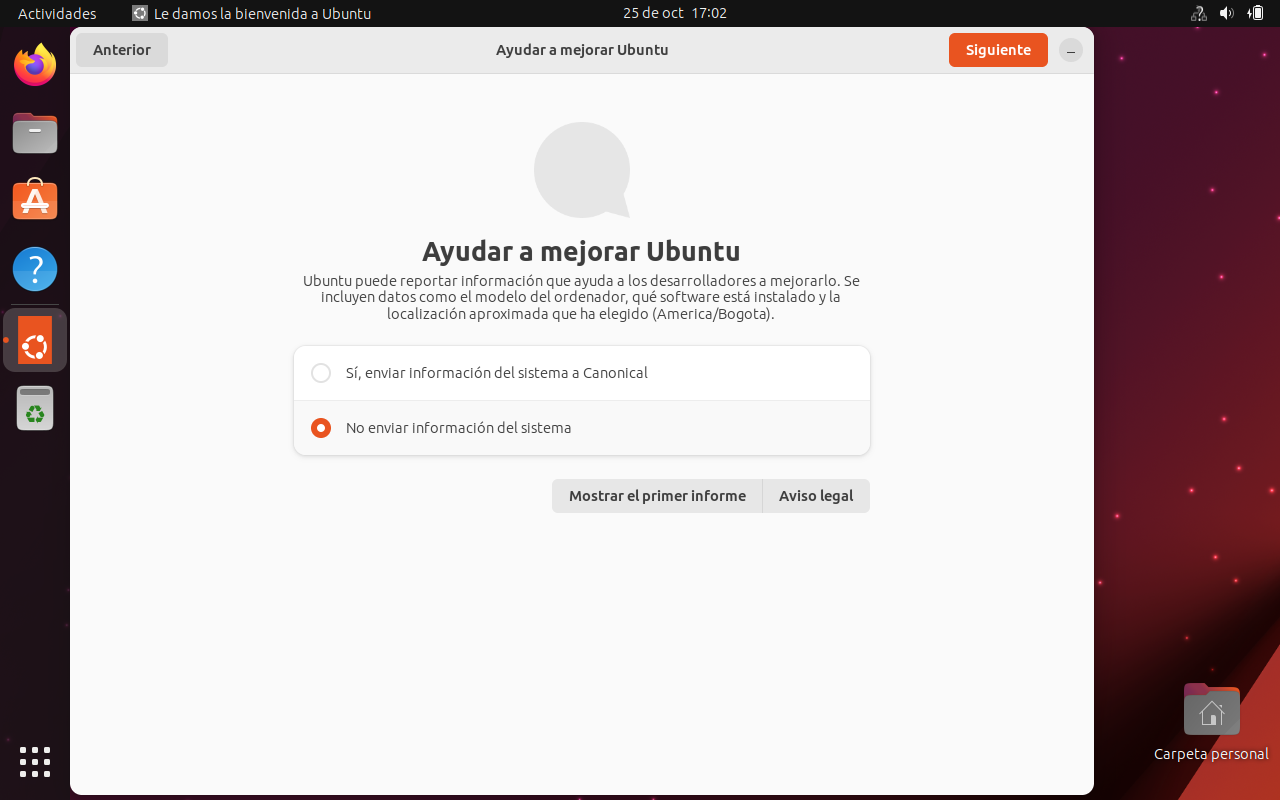 Actividades
Le damos la bienvenida a Ubuntu
25 de oct 17:02
Anterior
Ayudar a mejorar Ubuntu
Siguiente
Ayudar a mejorar Ubuntu
Ubuntu puede reportar información que ayuda a los desarrolladores a mejorarlo. Se
incluyen datos como el modelo del ordenador, qué software está instalado y la
localización aproximada que ha elegido (America/Bogota).
Sí, enviar información del sistema a Canonical
No enviar información del sistema
Mostrar el primer informe
Aviso legal
Carpeta personal